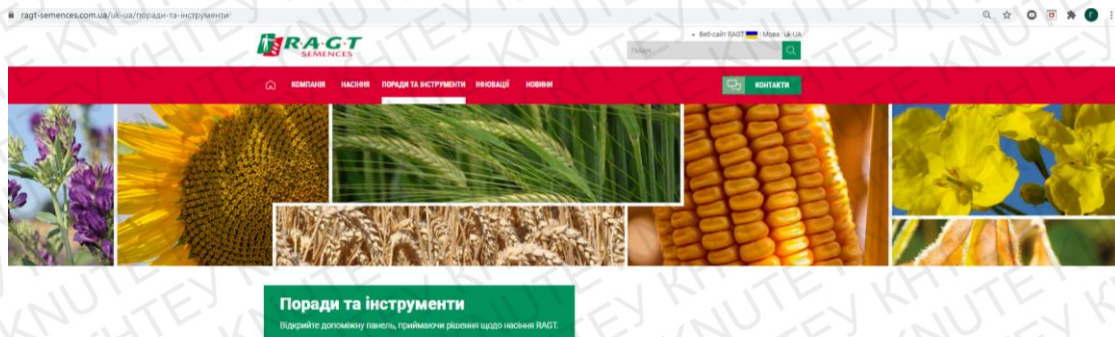 ragt-semences.com.ua/uk-ua/поради-та-інструменти
R·A·G·T
SEMENCES
Веб-сайт RAGT Мова : uk-UA
Пошук
КОМПАНІЯ НАСІННЯ ПОРАДИ ТА ІНСТРУМЕНТИ ІННОВАЦІЇ НОВИНИ КОНТАКТИ
Поради та інструменти
Відкрийте допоміжну панель, приймаючи рішення щодо насіння RAGT.